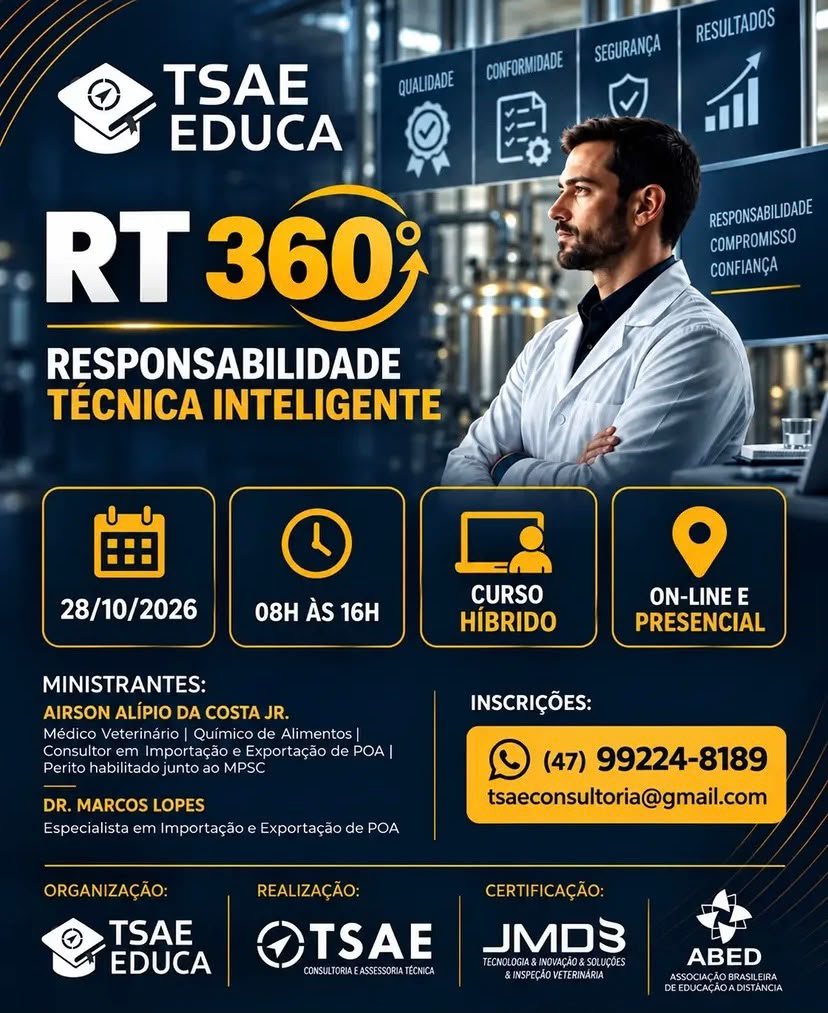 TSAE
EDUCA
QUALIDADE
CONFORMIDADE
SEGURANÇA
RESULTADOS
RESPONSABILIDADE
COMPROMISSO
CONFIANÇA
RT 360°
RESPONSABILIDADE
TÉCNICA INTELIGENTE
28/10/2026
08H ÀS 16H
CURSO
HÍBRIDO
ON-LINE E
PRESENCIAL
MINISTRANTES:
AIRSON ALÍPIO DA COSTA JR.
Médico Veterinário | Químico de Alimentos |
Consultor em Importação e Exportação de POA |
Perito habilitado junto ao MPSC
DR. MARCOS LOPES
Especialista em Importação e Exportação de POA
INSCRIÇÕES:
(47) 99224-8189
tsaeconsultoria@gmail.com
ORGANIZAÇÃO:
TSAE
EDUCA
REALIZAÇÃO:
TSAE
CONSULTORIA E ASSESSORIA TÉCNICA
CERTIFICAÇÃO:
JMDB
TECNOLOGIA & INOVAÇÃO & SOLUÇÕES
& INSPEÇÃO VETERINÁRIA
ABED
ASSOCIAÇÃO BRASILEIRA
DE EDUCAÇÃO A DISTÂNCIA